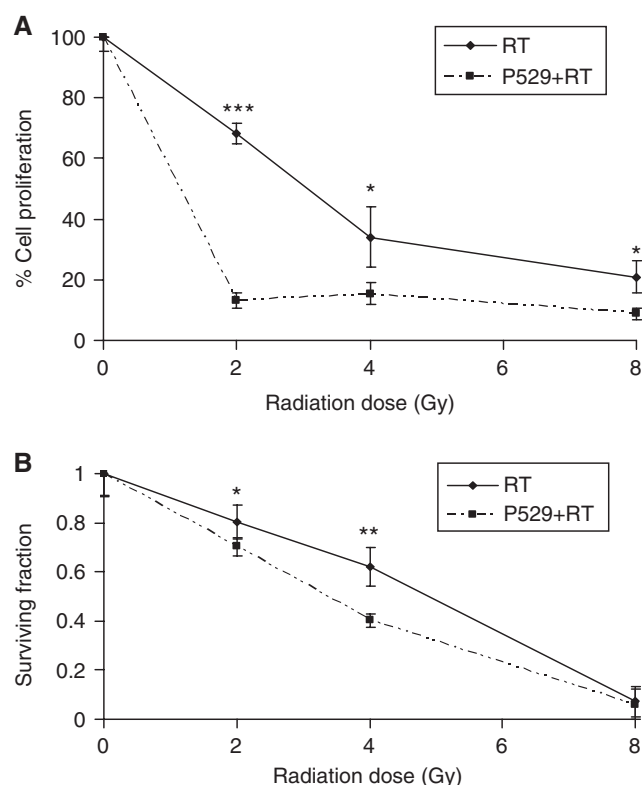 A
100
80
60
40
20
0
% Cell proliferation
RT
P529+RT
***
*
*
0 2 4 6 8
Radiation dose (Gy)
B
1
0.8
0.6
0.4
0.2
0
Surviving fraction
RT
P529+RT
*
**
0 2 4 6 8
Radiation dose (Gy)